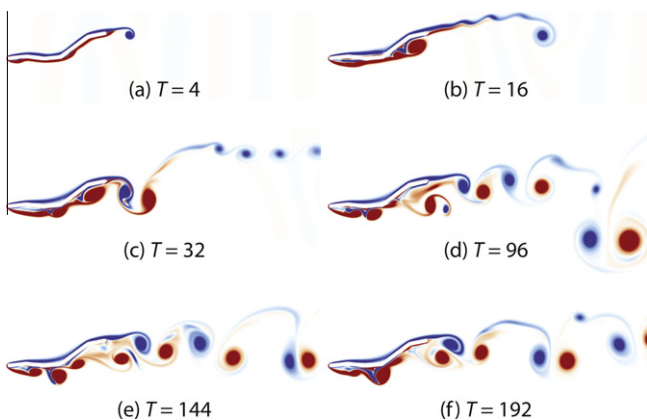 (a) T = 4
(b) T = 16
(c) T = 32
(d) T = 96
(e) T = 144
(f) T = 192